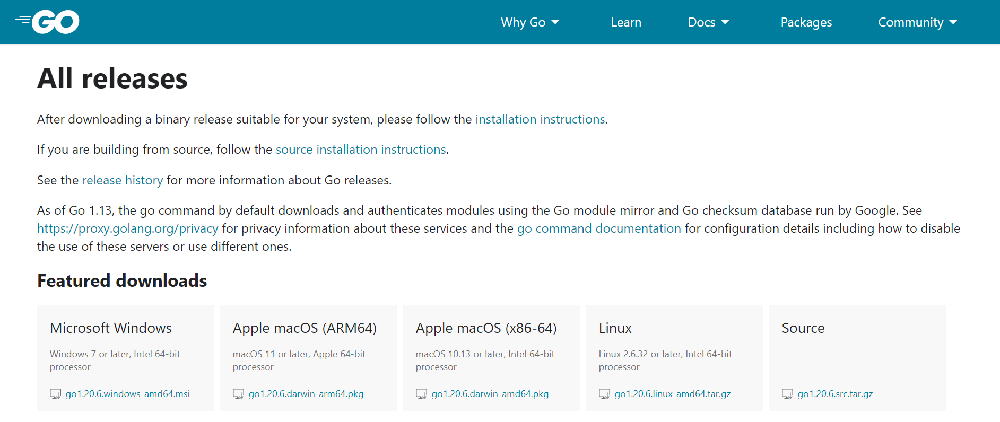 GO
Why Go
Learn
Docs
Packages
Community
All releases
After downloading a binary release suitable for your system, please follow the installation instructions.
If you are building from source, follow the source installation instructions.
See the release history for more information about Go releases.
As of Go 1.13, the go command by default downloads and authenticates modules using the Go module mirror and Go checksum database run by Google. See
https://proxy.golang.org/privacy for privacy information about these services and the go command documentation for configuration details including how to disable
the use of these servers or use different ones.
Featured downloads
Microsoft Windows
Windows 7 or later, Intel 64-bit
processor
go1.20.6.windows-amd64.msi
Apple macOS (ARM64)
macOS 11 or later, Apple 64-bit
processor
go1.20.6.darwin-arm64.pkg
Apple macOS (x86-64)
macOS 10.13 or later, Intel 64-bit
processor
go1.20.6.darwin-amd64.pkg
Linux
Linux 2.6.32 or later, Intel 64-bit
processor
go1.20.6.linux-amd64.tar.gz
Source
go1.20.6.src.tar.gz